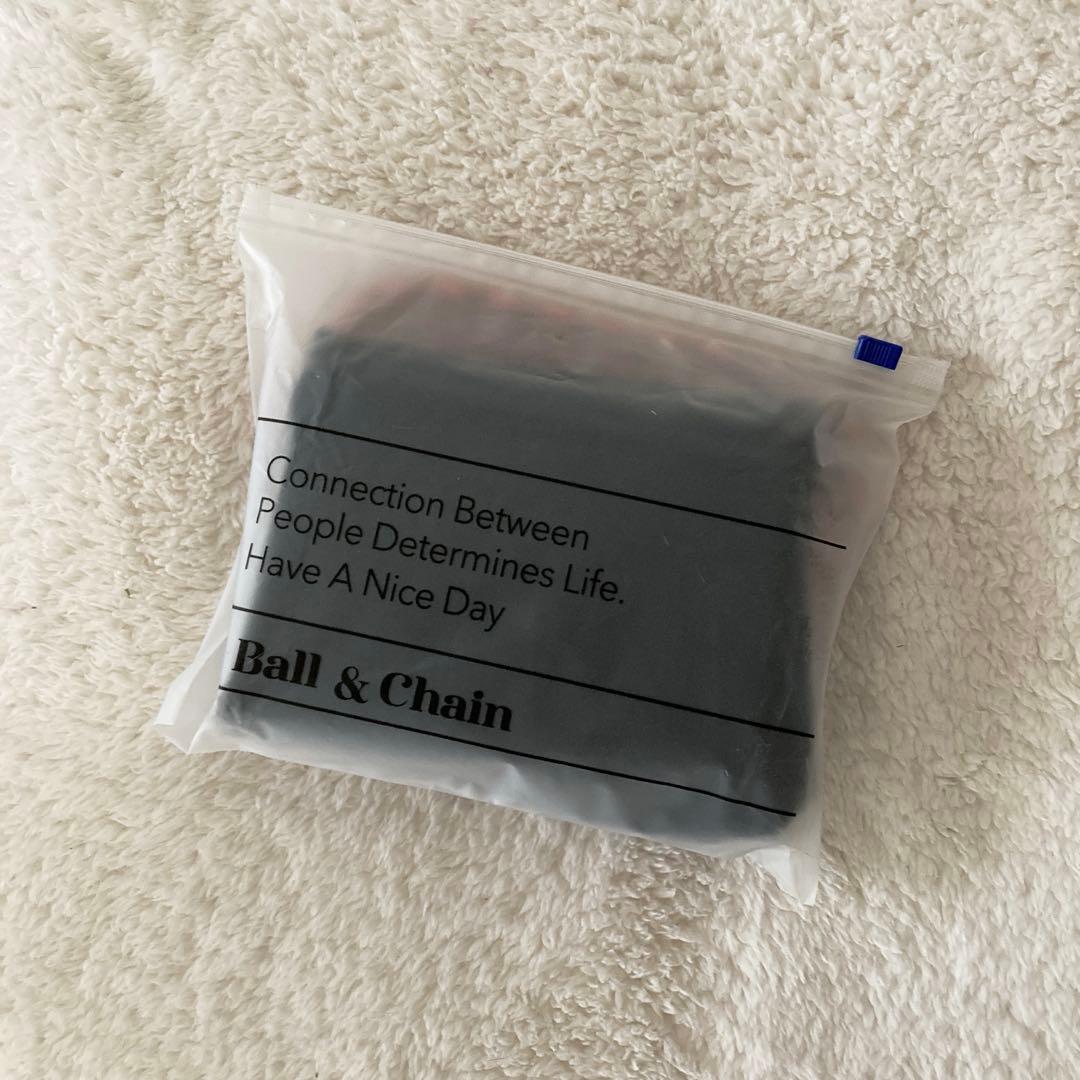 Connection Between
People Determines Life.
Have A Nice Day
Ball & Chain